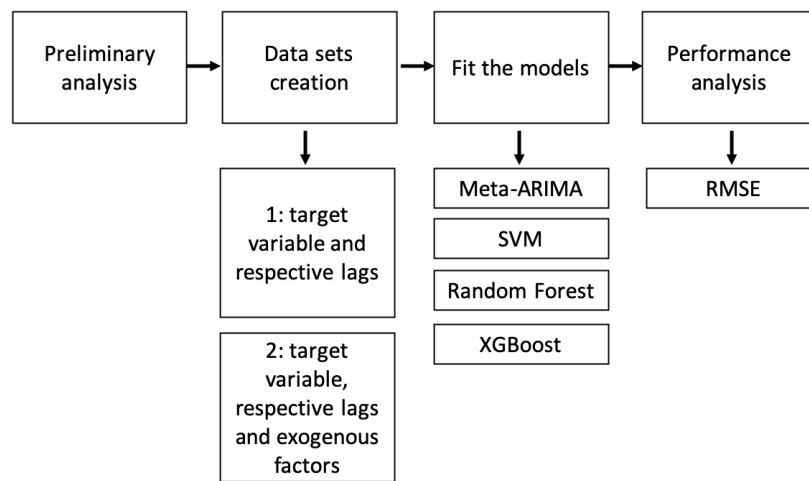 Preliminary
analysis
Data sets
creation
Fit the models
Performance
analysis
1: target
variable and
respective lags
2: target
variable,
respective lags
and exogenous
factors
Meta-ARIMA
SVM
Random Forest
XGBoost
RMSE